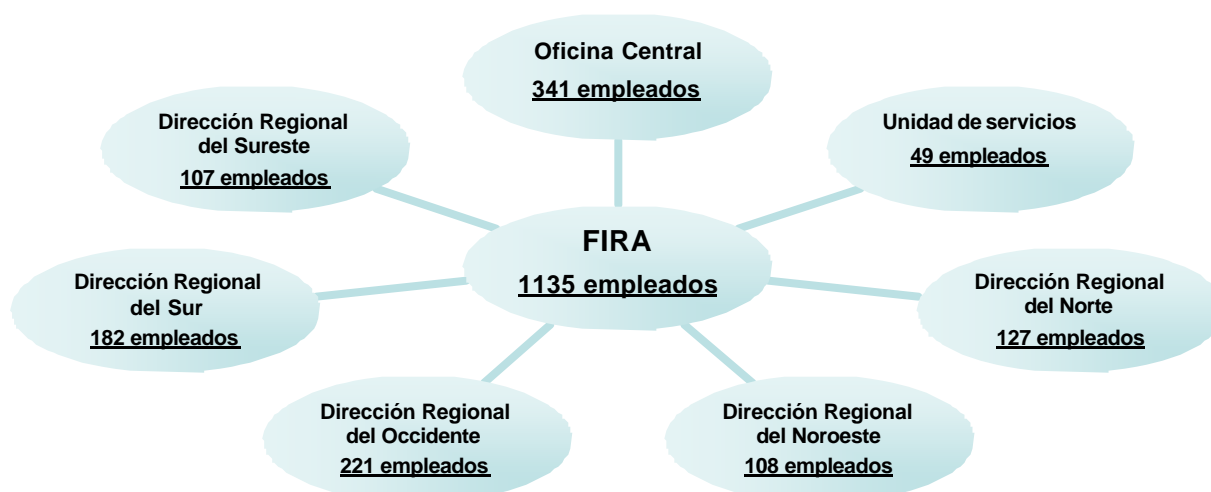 Oficina Central
341 empleados
Dirección Regional
del Sureste
107 empleados
Unidad de servicios
49 empleados
FIRA
1135 empleados
Dirección Regional
del Sur
182 empleados
Dirección Regional
del Norte
127 empleados
Dirección Regional
del Occidente
221 empleados
Dirección Regional
del Noroeste
108 empleados